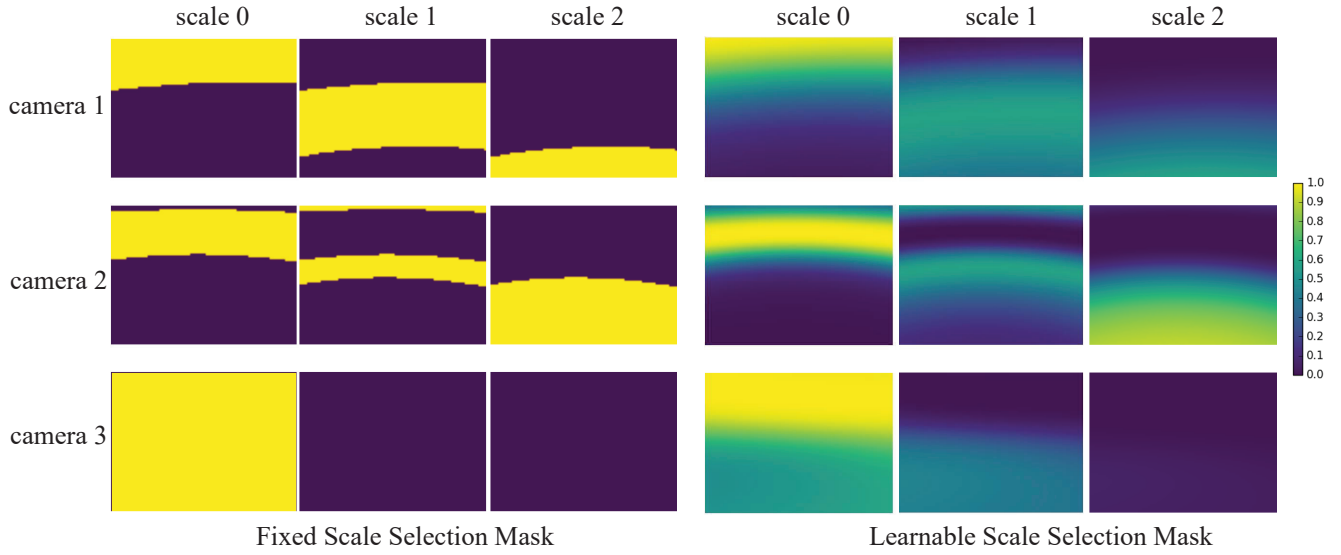 scale 0 scale 1 scale 2 scale 0 scale 1 scale 2
camera 1
camera 2
1.0
0.9
0.8
0.7
0.6
0.5
0.4
0.3
0.2
0.1
0.0
camera 3
Fixed Scale Selection Mask Learnable Scale Selection Mask